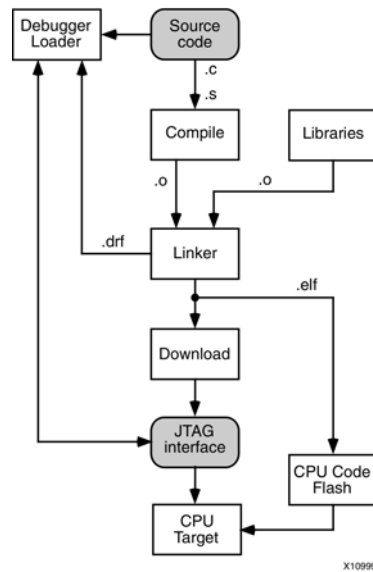 Debugger
Loader
Source
code
.c
.s
Compile
Libraries
.o
.o
.drf
Linker
.elf
Download
JTAG
interface
CPU Code
Flash
CPU
Target